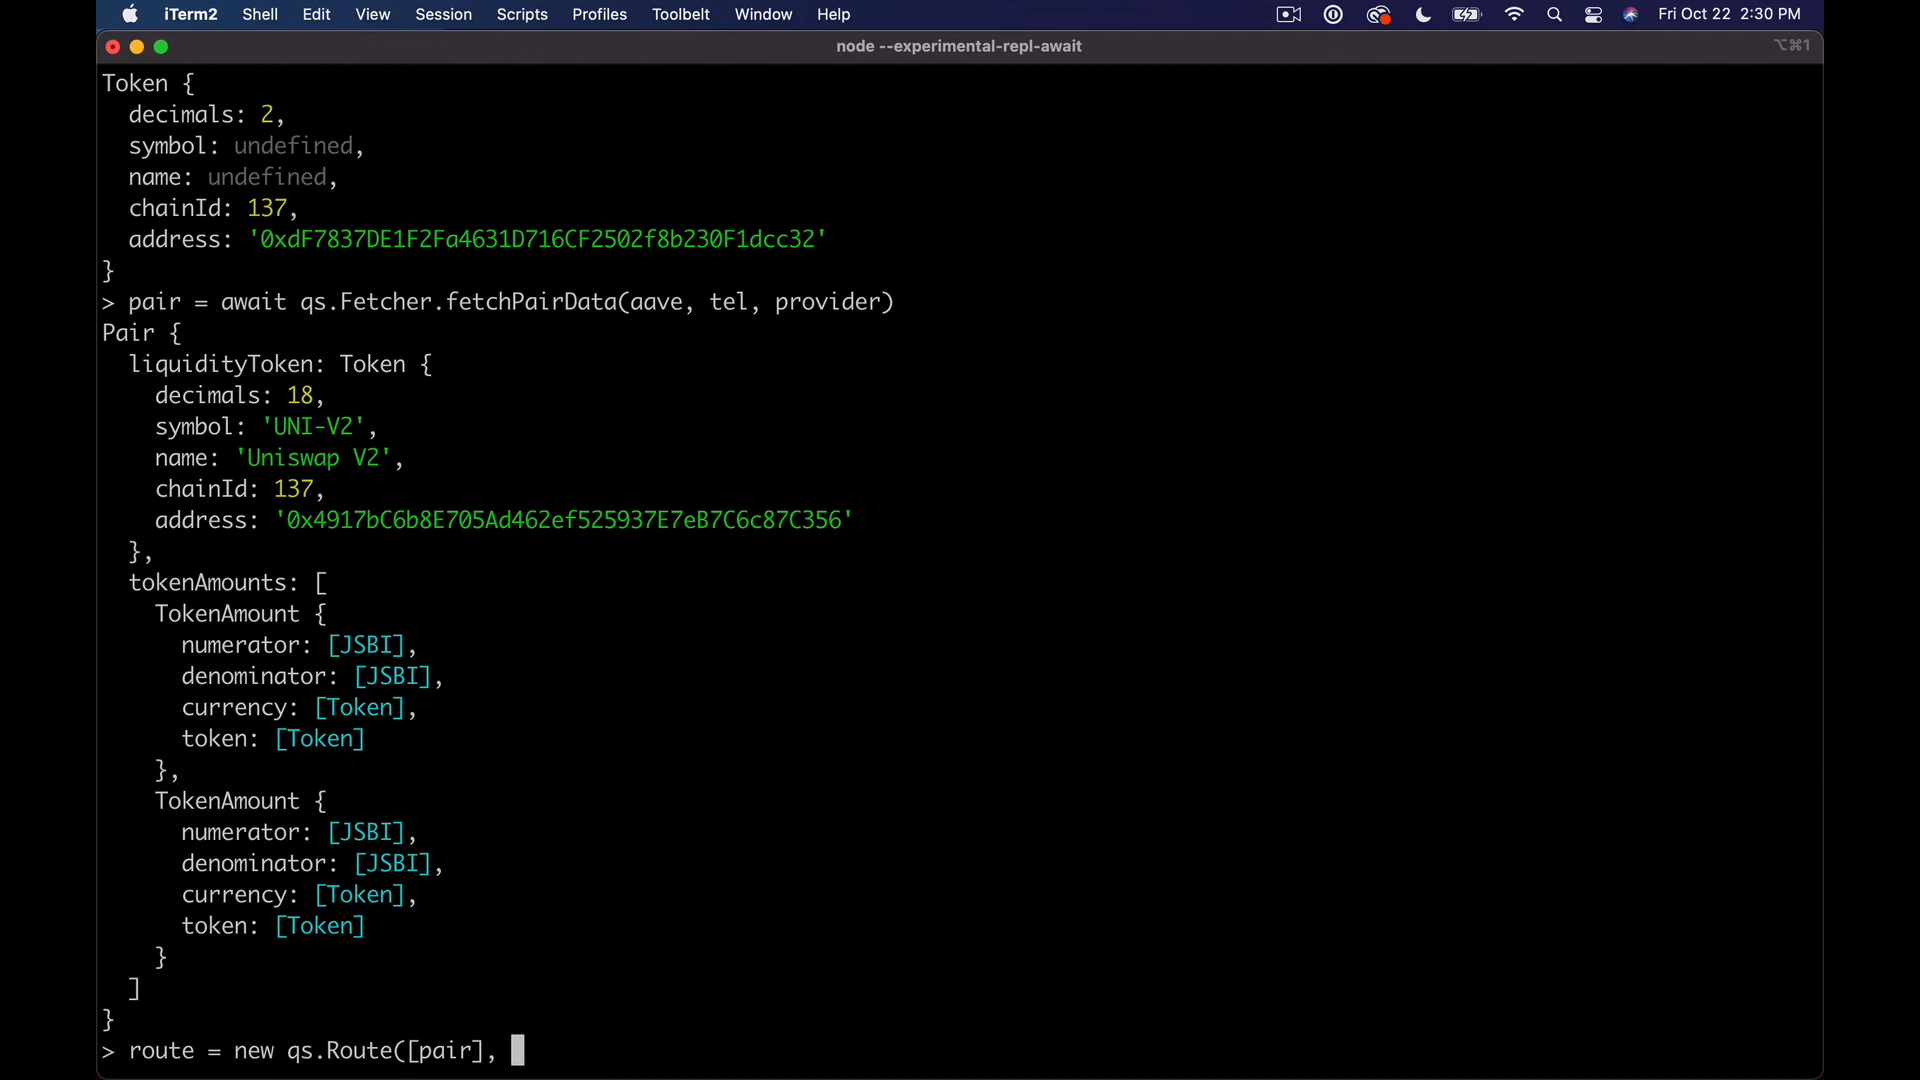 iTerm2 Shell Edit View Session Scripts Profiles Toolbelt Window Help Fri Oct 22 2:30 PM
node --experimental-repl-await ⌥⌘1
Token {
  decimals: 2,
  symbol: undefined,
  name: undefined,
  chainId: 137,
  address: '0xdF7837DE1F2Fa4631D716CF2502f8b230F1dcc32'
}
> pair = await qs.Fetcher.fetchPairData(aave, tel, provider)
Pair {
  liquidityToken: Token {
    decimals: 18,
    symbol: 'UNI-V2',
    name: 'Uniswap V2',
    chainId: 137,
    address: '0x4917bC6b8E705Ad462ef525937E7eB7C6c87C356'
  },
  tokenAmounts: [
    TokenAmount {
      numerator: [JSBI],
      denominator: [JSBI],
      currency: [Token],
      token: [Token]
    },
    TokenAmount {
      numerator: [JSBI],
      denominator: [JSBI],
      currency: [Token],
      token: [Token]
    }
  ]
}
> route = new qs.Route([pair],